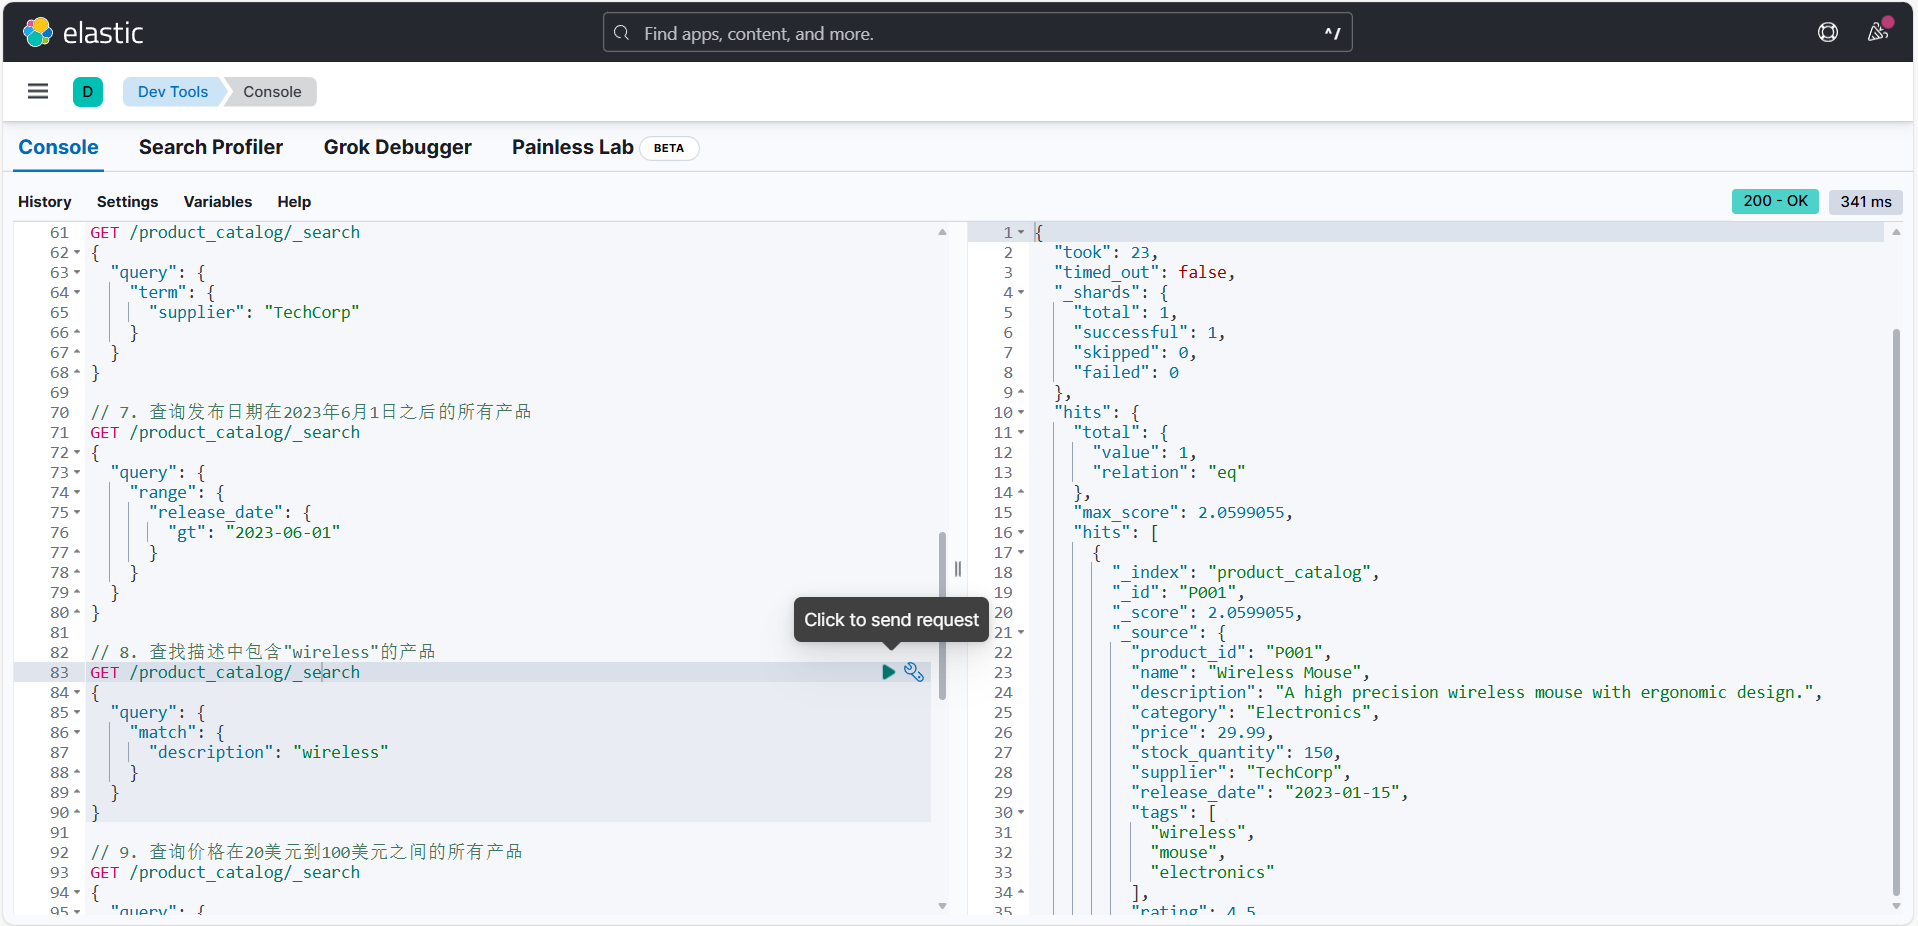 elastic
Find apps, content, and more.
^/
D
Dev Tools
Console
Console
Search Profiler
Grok Debugger
Painless Lab
BETA
History
Settings
Variables
Help
200 - OK
341 ms
61 GET /product_catalog/_search
62 {
63 "query": {
64 "term": {
65 "supplier": "TechCorp"
66 }
67 }
68 }
69
70 // 7. 查询发布日期在2023年6月1日之后的所有产品
71 GET /product_catalog/_search
72 {
73 "query": {
74 "range": {
75 "release_date": {
76 "gt": "2023-06-01"
77 }
78 }
79 }
80 }
81
82 // 8. 查找描述中包含"wireless"的产品
83 GET /product_catalog/_search
Click to send request
84 {
85 "query": {
86 "match": {
87 "description": "wireless"
88 }
89 }
90 }
91
92 // 9. 查询价格在20美元到100美元之间的所有产品
93 GET /product_catalog/_search
94 {
95 "query": {
1 {
2 "took": 23,
3 "timed_out": false,
4 "_shards": {
5 "total": 1,
6 "successful": 1,
7 "skipped": 0,
8 "failed": 0
9 },
10 "hits": {
11 "total": {
12 "value": 1,
13 "relation": "eq"
14 },
15 "max_score": 2.0599055,
16 "hits": [
17 {
18 "_index": "product_catalog",
19 "_id": "P001",
20 "_score": 2.0599055,
21 "_source": {
22 "product_id": "P001",
23 "name": "Wireless Mouse",
24 "description": "A high precision wireless mouse with ergonomic design.",
25 "category": "Electronics",
26 "price": 29.99,
27 "stock_quantity": 150,
28 "supplier": "TechCorp",
29 "release_date": "2023-01-15",
30 "tags": [
31 "wireless",
32 "mouse",
33 "electronics"
34 ],
35 "rating": 4.5